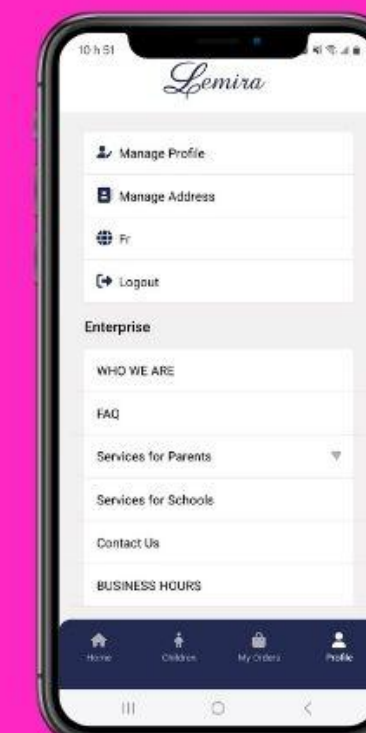 10 h 51
Lemira
Manage Profile
Manage Address
Fr
Logout
Enterprise
WHO WE ARE
FAQ
Services for Parents
Services for Schools
Contact Us
BUSINESS HOURS
Home
Children
My Orders
Profile